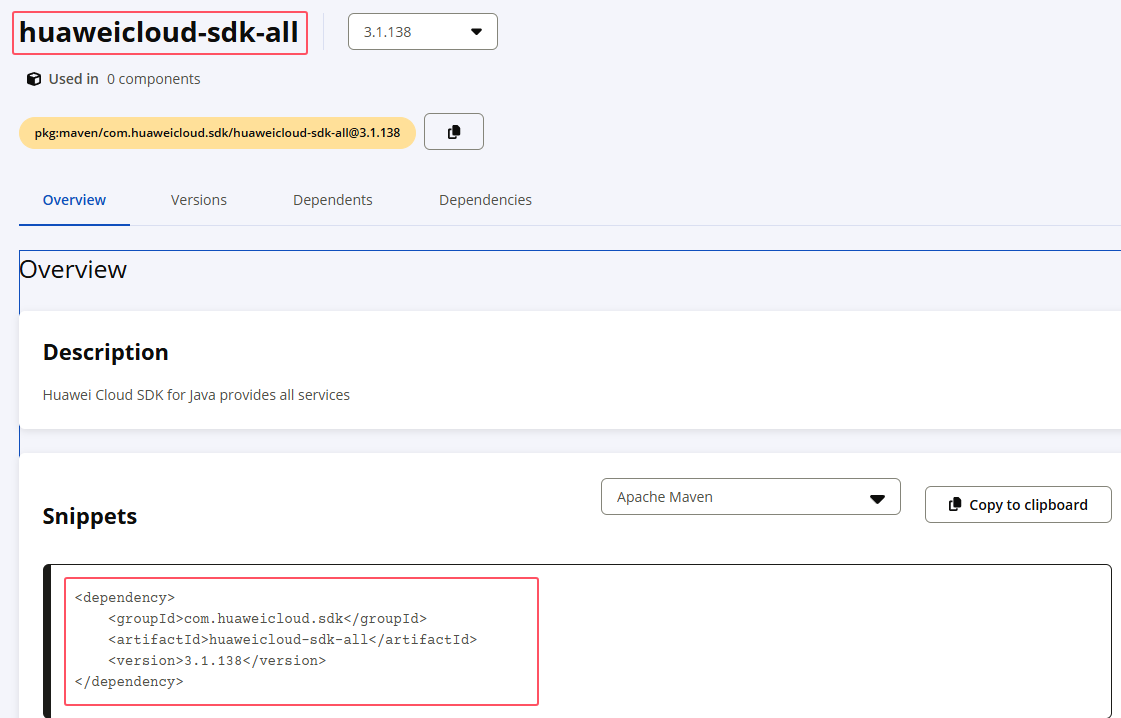 huaweicloud-sdk-all
3.1.138
Used in 0 components
pkg:maven/com.huaweicloud.sdk/huaweicloud-sdk-all@3.1.138
Overview
Versions
Dependents
Dependencies
Overview
Description
Huawei Cloud SDK for Java provides all services
Snippets
Apache Maven
Copy to clipboard
<dependency>
    <groupId>com.huaweicloud.sdk</groupId>
    <artifactId>huaweicloud-sdk-all</artifactId>
    <version>3.1.138</version>
</dependency>